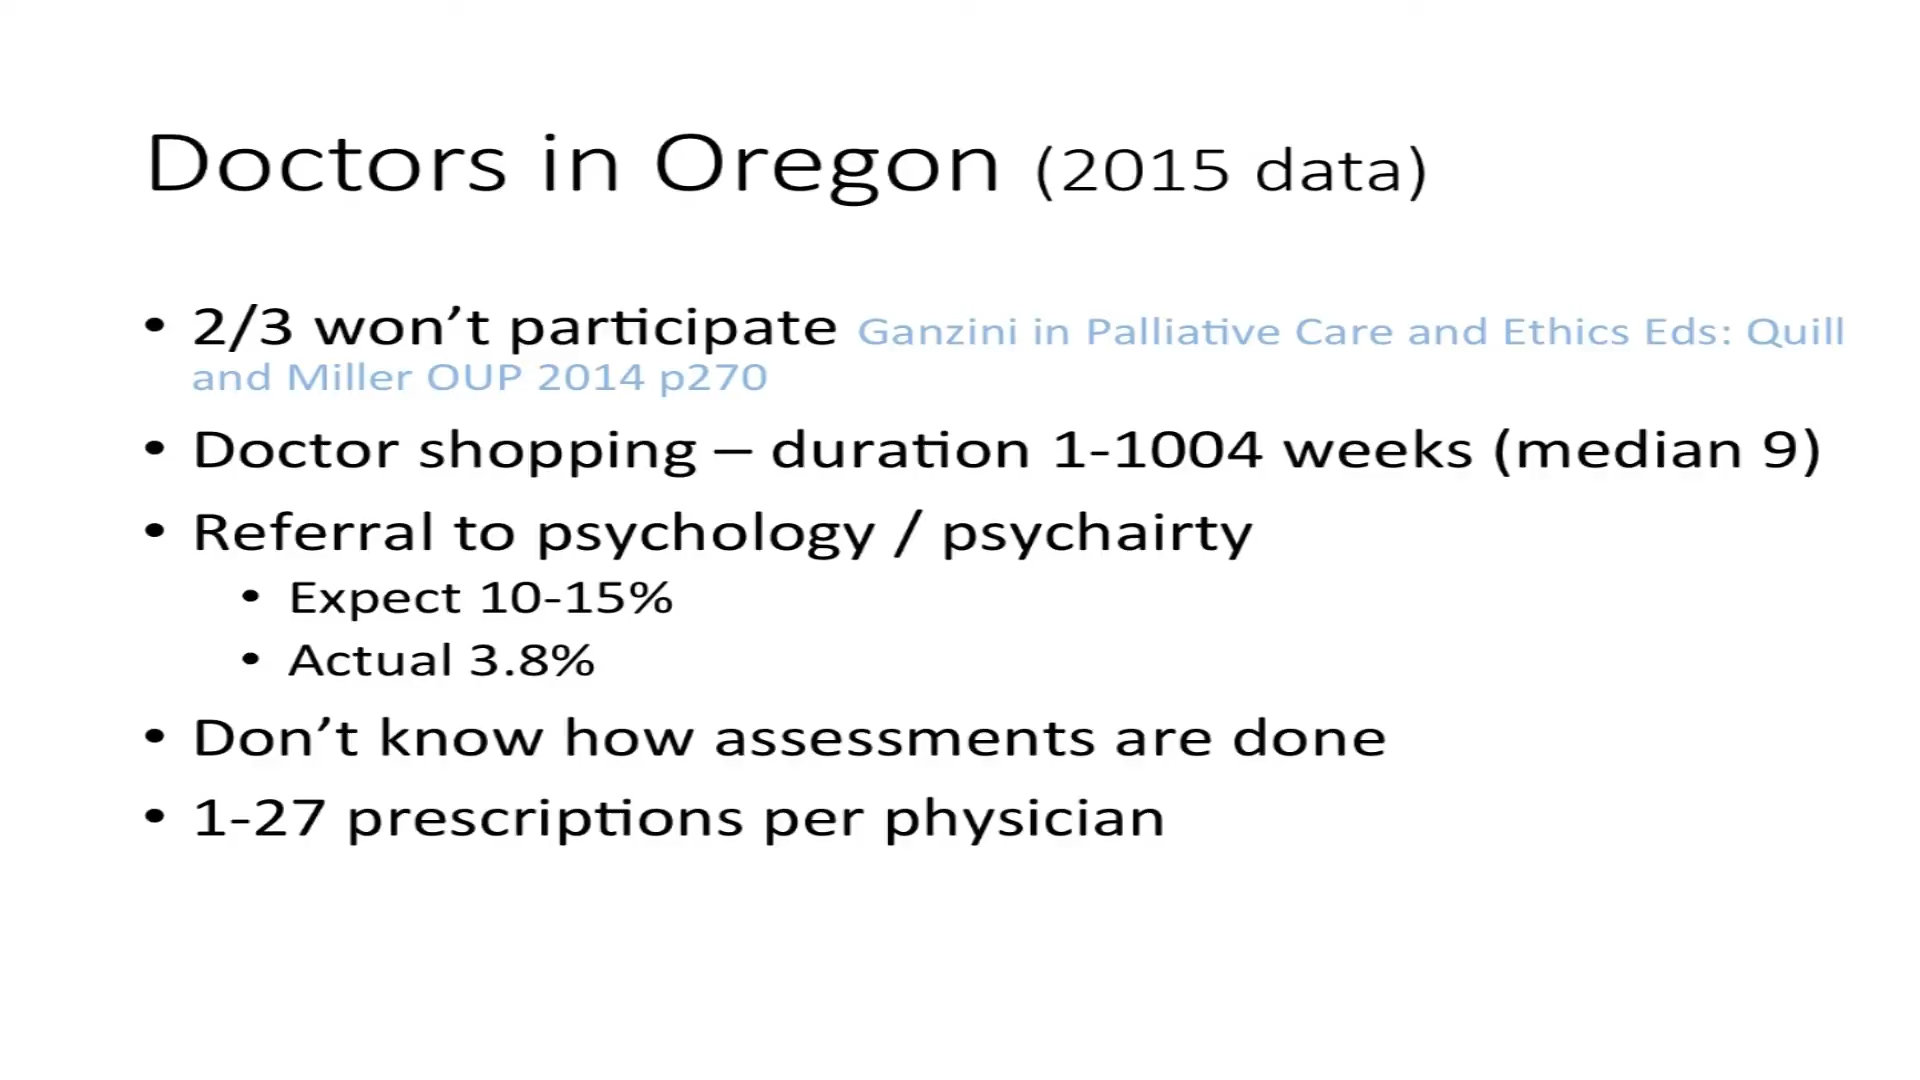 Doctors in Oregon (2015 data)
• 2/3 won’t participate Ganzini in Palliative Care and Ethics Eds: Quill
and Miller OUP 2014 p270
• Doctor shopping – duration 1-1004 weeks (median 9)
• Referral to psychology / psychairty
• Expect 10-15%
• Actual 3.8%
• Don’t know how assessments are done
• 1-27 prescriptions per physician